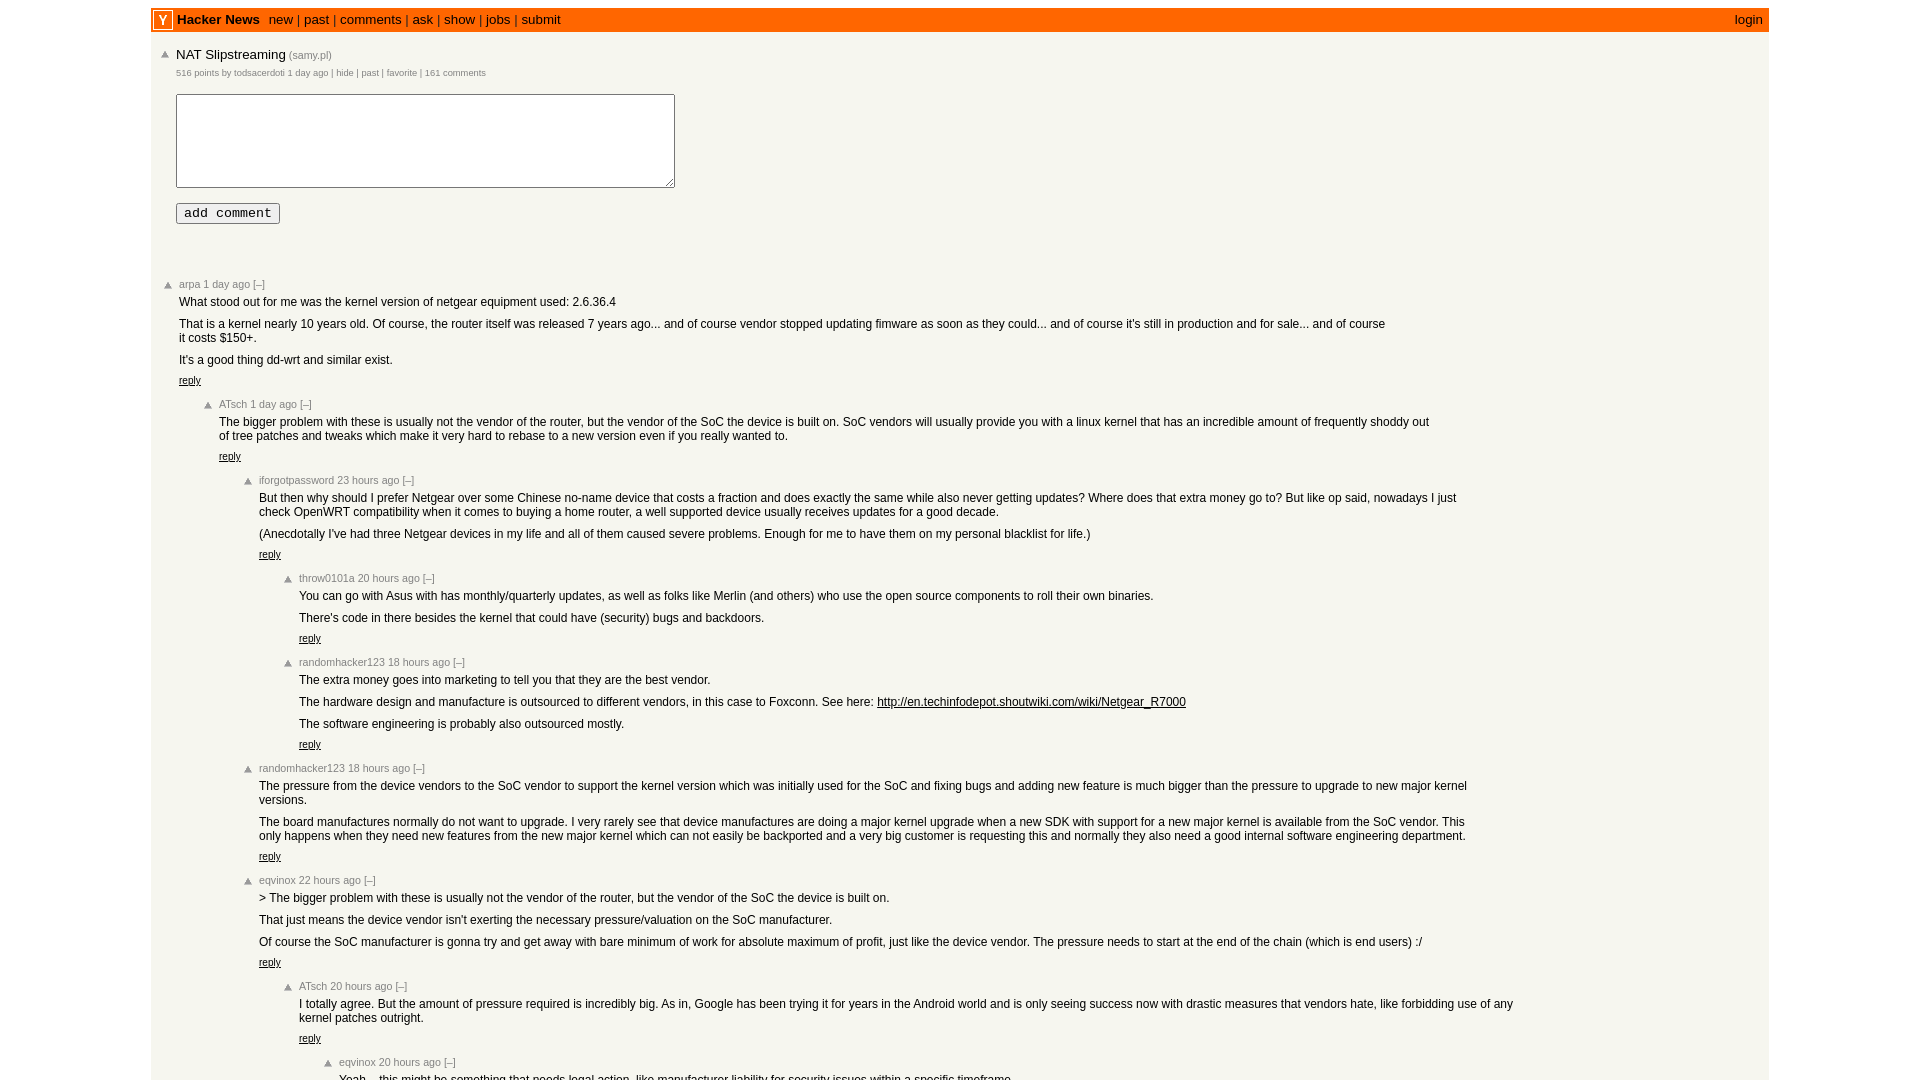 Y Hacker News new | past | comments | ask | show | jobs | submit login
NAT Slipstreaming (samy.pl)
516 points by todsacerdoti 1 day ago | hide | past | favorite | 161 comments
add comment
arpa 1 day ago [–]
What stood out for me was the kernel version of netgear equipment used: 2.6.36.4
That is a kernel nearly 10 years old. Of course, the router itself was released 7 years ago... and of course vendor stopped updating fimware as soon as they could... and of course it's still in production and for sale... and of course
it costs $150+.
It's a good thing dd-wrt and similar exist.
reply
ATsch 1 day ago [–]
The bigger problem with these is usually not the vendor of the router, but the vendor of the SoC the device is built on. SoC vendors will usually provide you with a linux kernel that has an incredible amount of frequently shoddy out
of tree patches and tweaks which make it very hard to rebase to a new version even if you really wanted to.
reply
iforgotpassword 23 hours ago [–]
But then why should I prefer Netgear over some Chinese no-name device that costs a fraction and does exactly the same while also never getting updates? Where does that extra money go to? But like op said, nowadays I just
check OpenWRT compatibility when it comes to buying a home router, a well supported device usually receives updates for a good decade.
(Anecdotally I've had three Netgear devices in my life and all of them caused severe problems. Enough for me to have them on my personal blacklist for life.)
reply
throw0101a 20 hours ago [–]
You can go with Asus with has monthly/quarterly updates, as well as folks like Merlin (and others) who use the open source components to roll their own binaries.
There's code in there besides the kernel that could have (security) bugs and backdoors.
reply
randomhacker123 18 hours ago [–]
The extra money goes into marketing to tell you that they are the best vendor.
The hardware design and manufacture is outsourced to different vendors, in this case to Foxconn. See here: http://en.techinfodepot.shoutwiki.com/wiki/Netgear_R7000
The software engineering is probably also outsourced mostly.
reply
randomhacker123 18 hours ago [–]
The pressure from the device vendors to the SoC vendor to support the kernel version which was initially used for the SoC and fixing bugs and adding new feature is much bigger than the pressure to upgrade to new major kernel
versions.
The board manufactures normally do not want to upgrade. I very rarely see that device manufactures are doing a major kernel upgrade when a new SDK with support for a new major kernel is available from the SoC vendor. This
only happens when they need new features from the new major kernel which can not easily be backported and a very big customer is requesting this and normally they also need a good internal software engineering department.
reply
eqvinox 22 hours ago [–]
> The bigger problem with these is usually not the vendor of the router, but the vendor of the SoC the device is built on.
That just means the device vendor isn't exerting the necessary pressure/valuation on the SoC manufacturer.
Of course the SoC manufacturer is gonna try and get away with bare minimum of work for absolute maximum of profit, just like the device vendor. The pressure needs to start at the end of the chain (which is end users) :/
reply
ATsch 20 hours ago [–]
I totally agree. But the amount of pressure required is incredibly big. As in, Google has been trying it for years in the Android world and is only seeing success now with drastic measures that vendors hate, like forbidding use of any
kernel patches outright.
reply
eqvinox 20 hours ago [–]
Yeah... this might be something that needs legal action, like manufacturer liability for security issues within a specific timeframe.